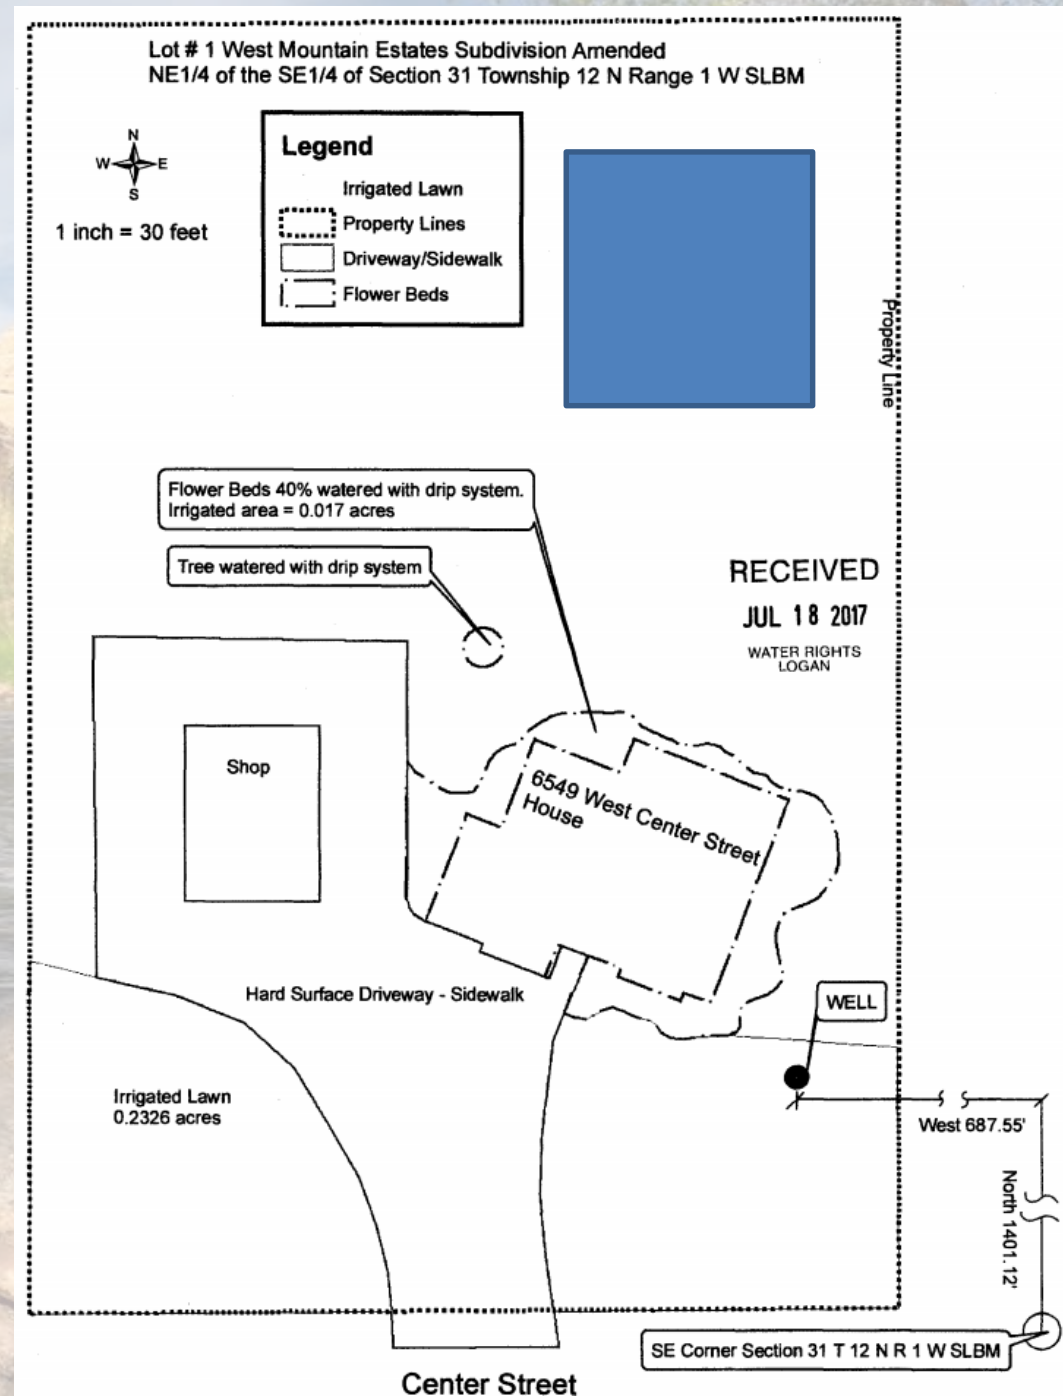 Lot # 1 West Mountain Estates Subdivision Amended
NE1/4 of the SE1/4 of Section 31 Township 12 N Range 1 W SLBM
N
W E
S
1 inch = 30 feet
Legend
Irrigated Lawn
Property Lines
Driveway/Sidewalk
Flower Beds
Property Line
Flower Beds 40% watered with drip system.
Irrigated area = 0.017 acres
Tree watered with drip system
RECEIVED
JUL 18 2017
WATER RIGHTS
LOGAN
Shop
6549 West Center Street
House
Hard Surface Driveway - Sidewalk
WELL
Irrigated Lawn
0.2326 acres
West 687.55'
North 1401.12'
SE Corner Section 31 T 12 N R 1 W SLBM
Center Street